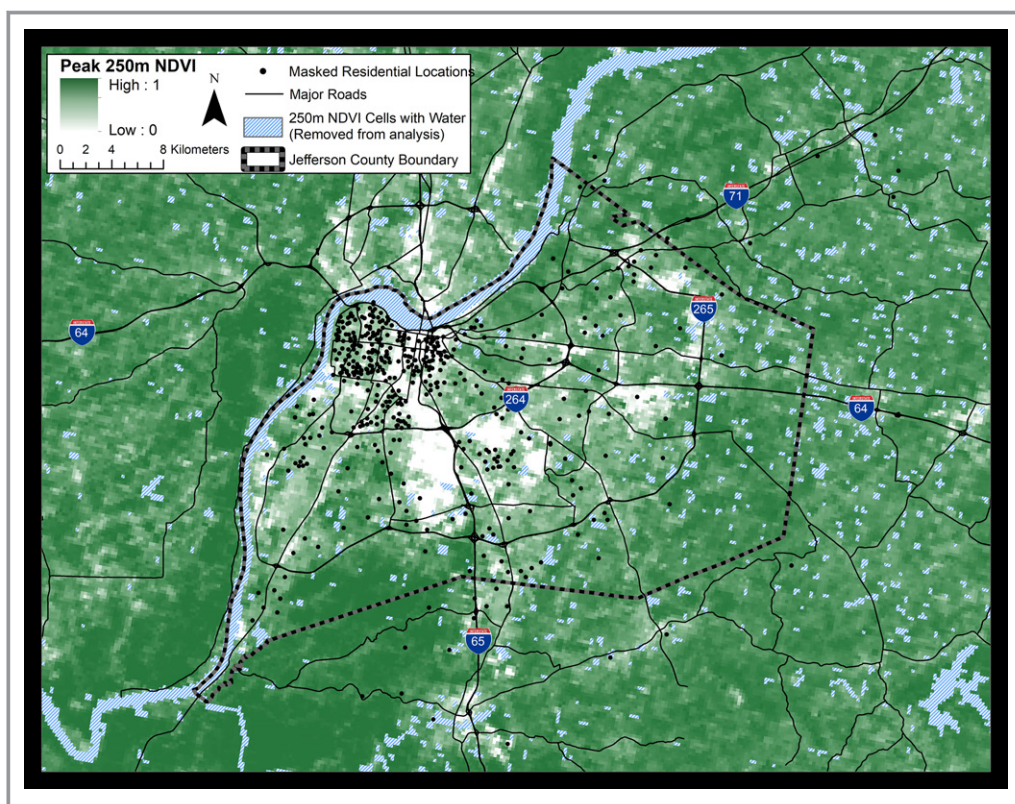 Peak 250m NDVI
High : 1
Low : 0
0 2 4 8 Kilometers
N
Masked Residential Locations
Major Roads
250m NDVI Cells with Water
(Removed from analysis)
Jefferson County Boundary
71
265
64
264
64
65